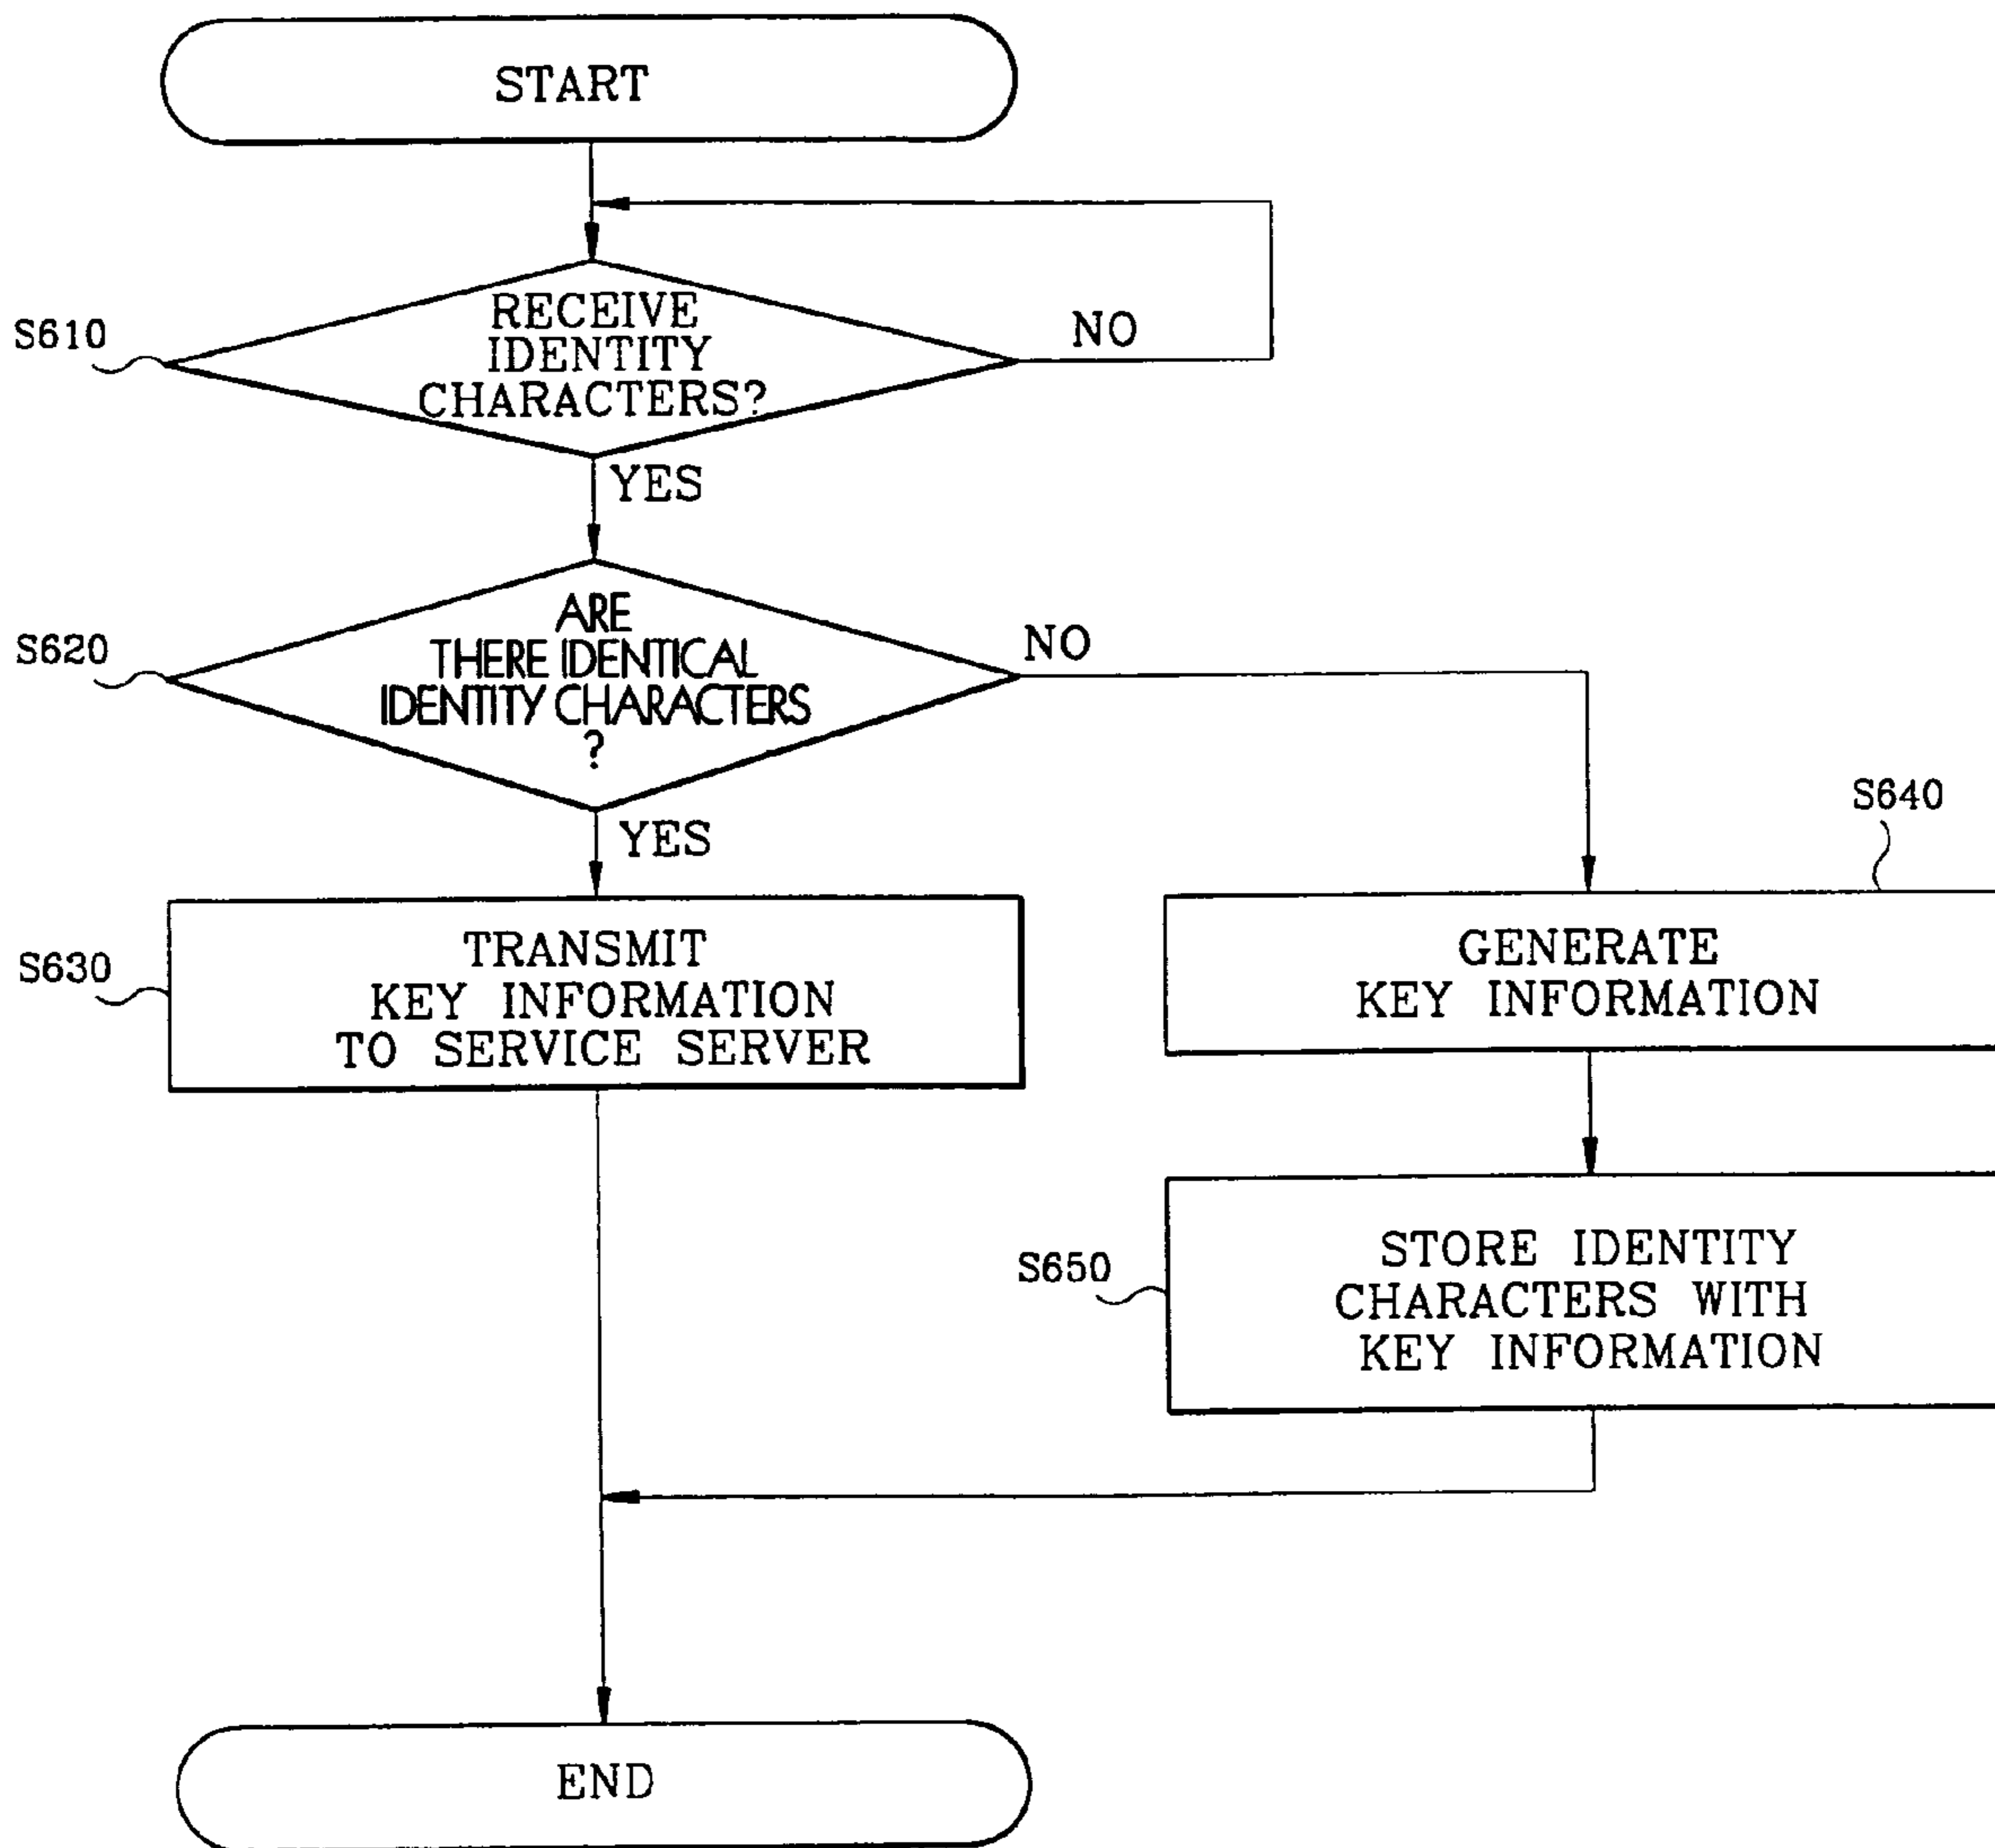 START
S610
RECEIVE
IDENTITY
CHARACTERS?
NO
YES
S620
ARE
THERE IDENTICAL
IDENTITY CHARACTERS
?
NO
YES
S630
TRANSMIT
KEY INFORMATION
TO SERVICE SERVER
S640
GENERATE
KEY INFORMATION
S650
STORE IDENTITY
CHARACTERS WITH
KEY INFORMATION
END